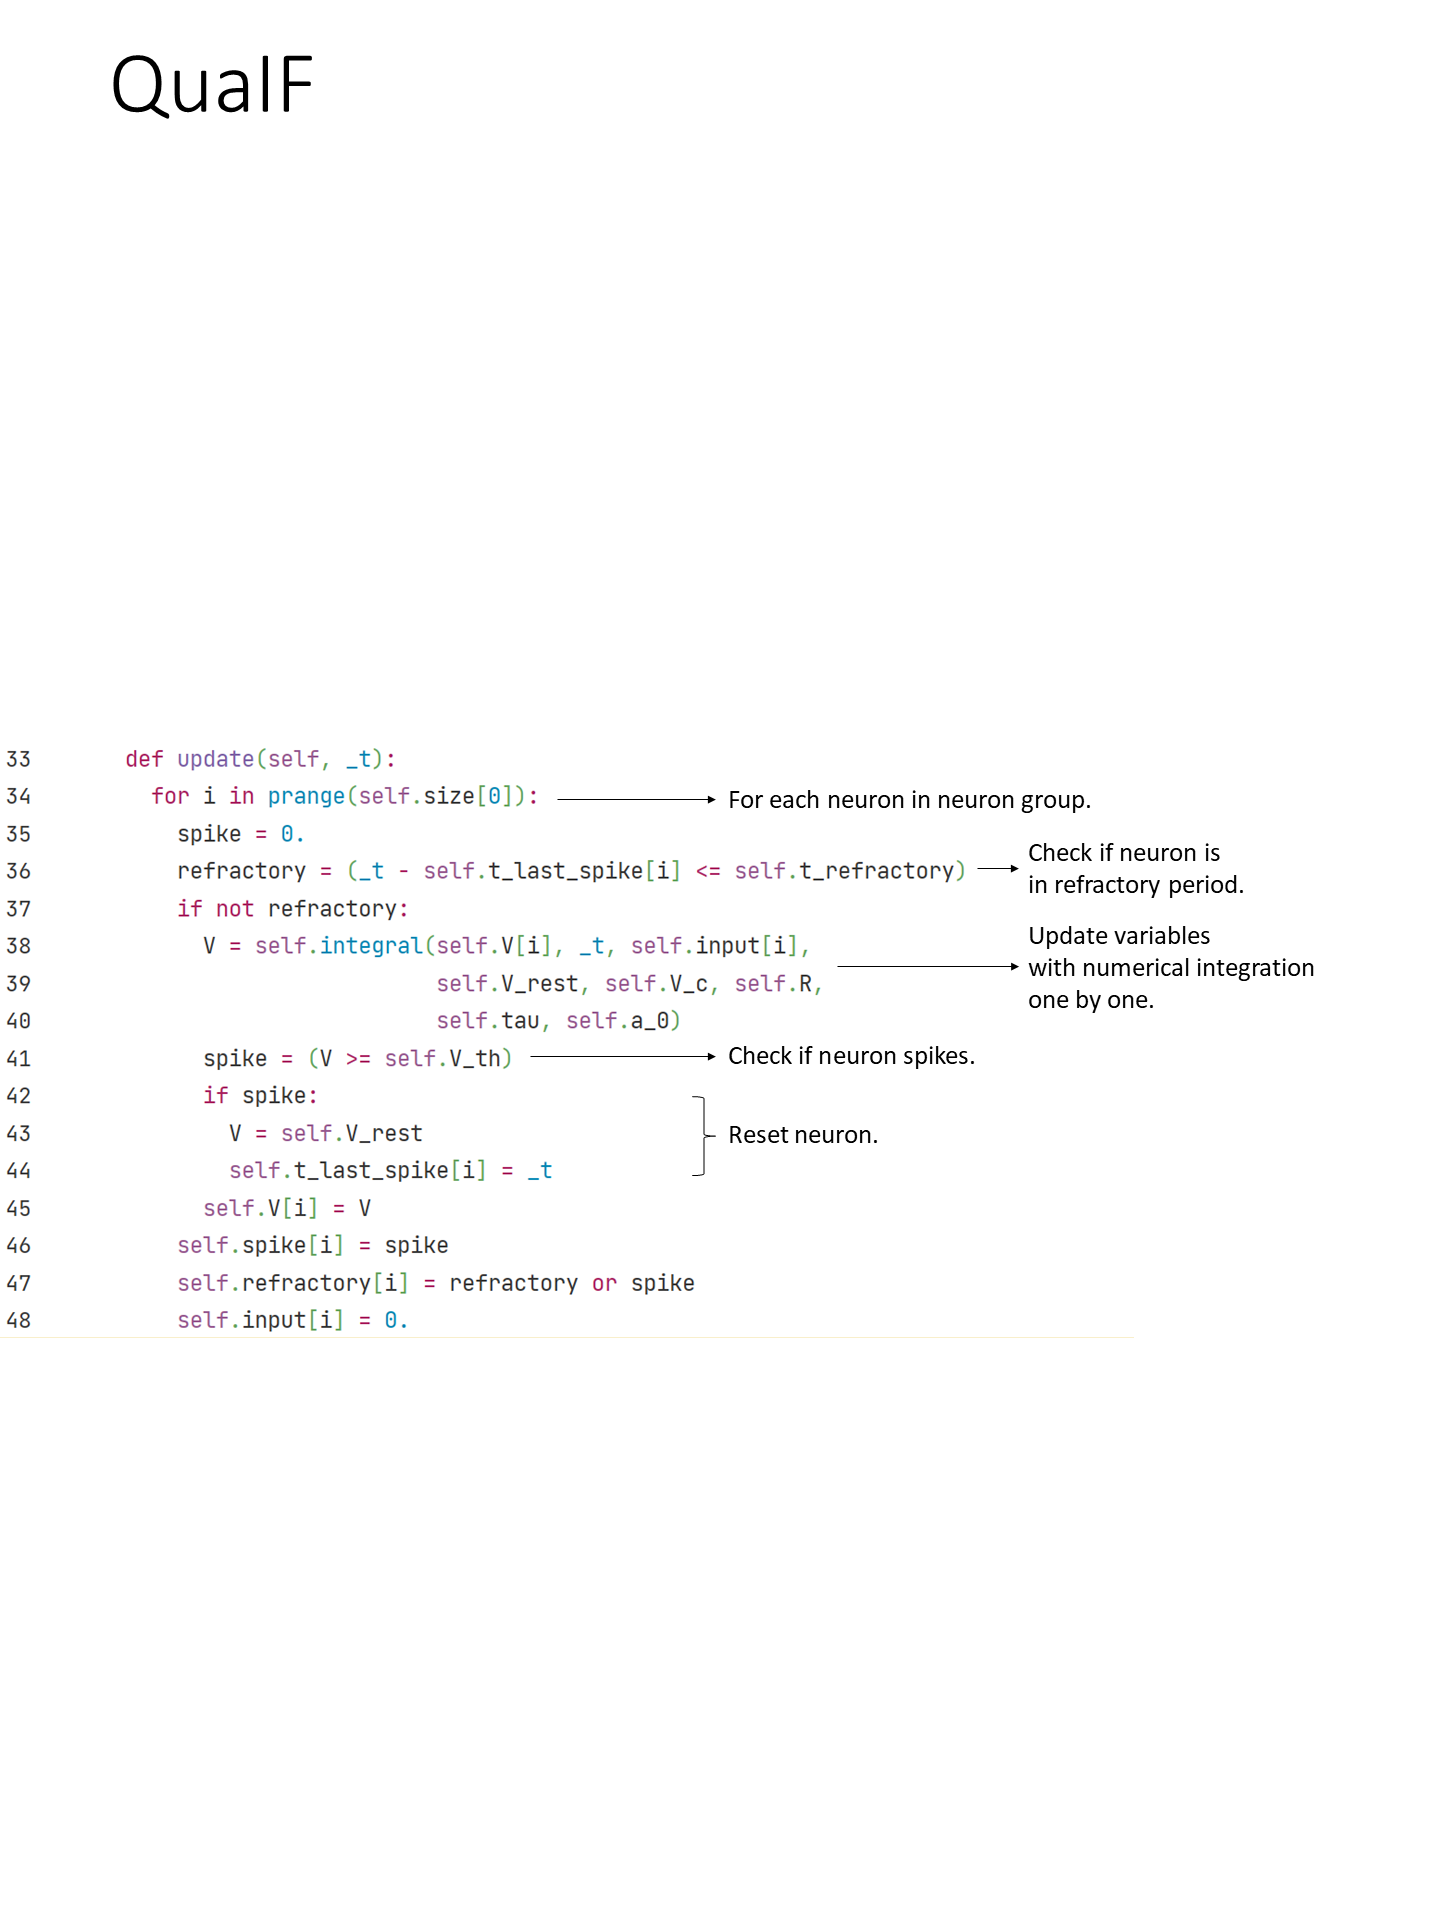 QuaIF
33 def update(self, _t):
34 for i in prange(self.size[0]):
For each neuron in neuron group.
35 spike = 0.
36 refractory = (_t - self.t_last_spike[i] <= self.t_refractory)
Check if neuron is
in refractory period.
37 if not refractory:
38 V = self.integral(self.V[i], _t, self.input[i],
39 self.V_rest, self.V_c, self.R,
40 self.tau, self.a_0)
Update variables
with numerical integration
one by one.
41 spike = (V >= self.V_th)
Check if neuron spikes.
42 if spike:
43 V = self.V_rest
44 self.t_last_spike[i] = _t
Reset neuron.
45 self.V[i] = V
46 self.spike[i] = spike
47 self.refractory[i] = refractory or spike
48 self.input[i] = 0.